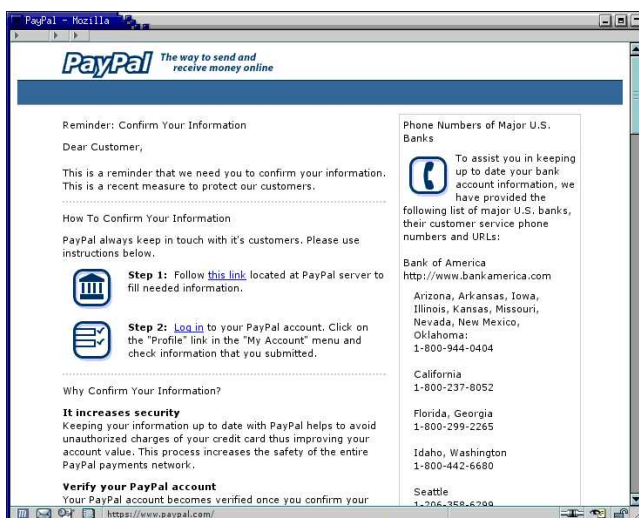 PayPal - Mozilla
PayPal
The way to send and
receive money online
Reminder: Confirm Your Information
Dear Customer,
This is a reminder that we need you to confirm your information.
This is a recent measure to protect our customers.
How To Confirm Your Information
PayPal always keep in touch with it's customers. Please use
instructions below.
Step 1: Follow this link located at PayPal server to
fill needed information.
Step 2: Log in to your PayPal account. Click on
the "Profile" link in the "My Account" menu and
check information that you submitted.
Why Confirm Your Information?
It increases security
Keeping your information up to date with PayPal helps to avoid
unauthorized charges of your credit card thus improving your
account value. This process increases the safety of the entire
PayPal payments network.
Verify your PayPal account
Your PayPal account becomes verified once you confirm your
Phone Numbers of Major U.S.
Banks
To assist you in keeping
up to date your bank
account information, we
have provided the
following list of major U.S. banks,
their customer service phone
numbers and URLs:
Bank of America
http://www.bankamerica.com
Arizona, Arkansas, Iowa,
Illinois, Kansas, Missouri,
Nevada, New Mexico,
Oklahoma:
1-800-944-0404
California
1-800-237-8052
Florida, Georgia
1-800-299-2265
Idaho, Washington
1-800-442-6680
Seattle
1-206-358-6299
https://www.paypal.com/